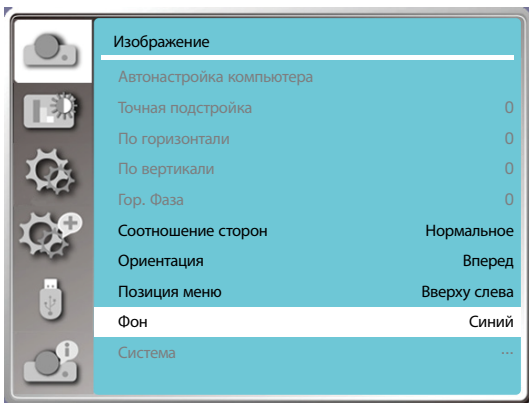 Изображение
Автонастройка компьютера
Точная подстройка 0
По горизонтали 0
По вертикали 0
Гор. Фаза 0
Соотношение сторон Нормальное
Ориентация Вперед
Позиция меню Вверху слева
Фон Синий
Система ...